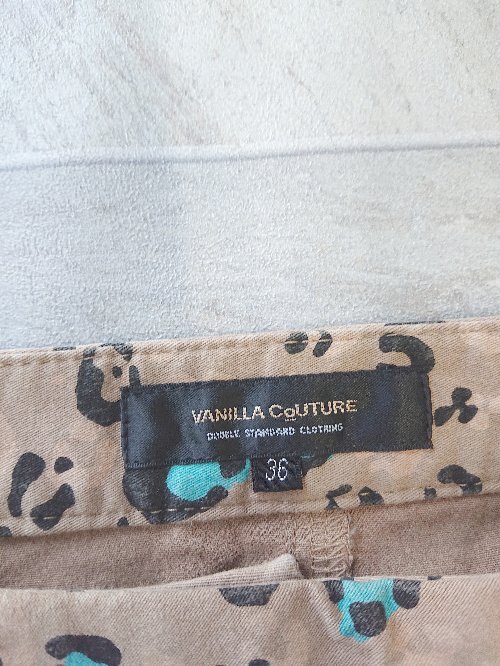 VANILLA CoUTURE
DOUBLE STANDARD CLOTHING
36